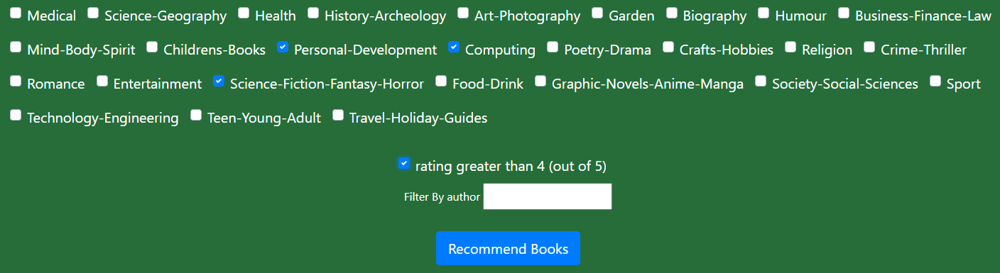 Medical Science-Geography Health History-Archeology Art-Photography Garden Biography Humour Business-Finance-Law
Mind-Body-Spirit Childrens-Books Personal-Development Computing Poetry-Drama Crafts-Hobbies Religion Crime-Thriller
Romance Entertainment Science-Fiction-Fantasy-Horror Food-Drink Graphic-Novels-Anime-Manga Society-Social-Sciences Sport
Technology-Engineering Teen-Young-Adult Travel-Holiday-Guides
rating greater than 4 (out of 5)
Filter By author
Recommend Books